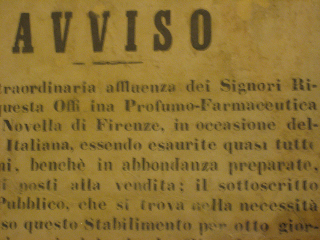 AVVISO
traordinaria affluenza dei Signori Ri-
questa Offi ina Profumo-Farmaceutica
Novella di Firenze, in occasione del-
Italiana, essendo esaurite quasi tutte
ni, benchè in abbondanza preparate,
i posti alla vendita; il sottoscritto
Pubblico, che si trova nella necessità
so questo Stabilimento per otto gior-